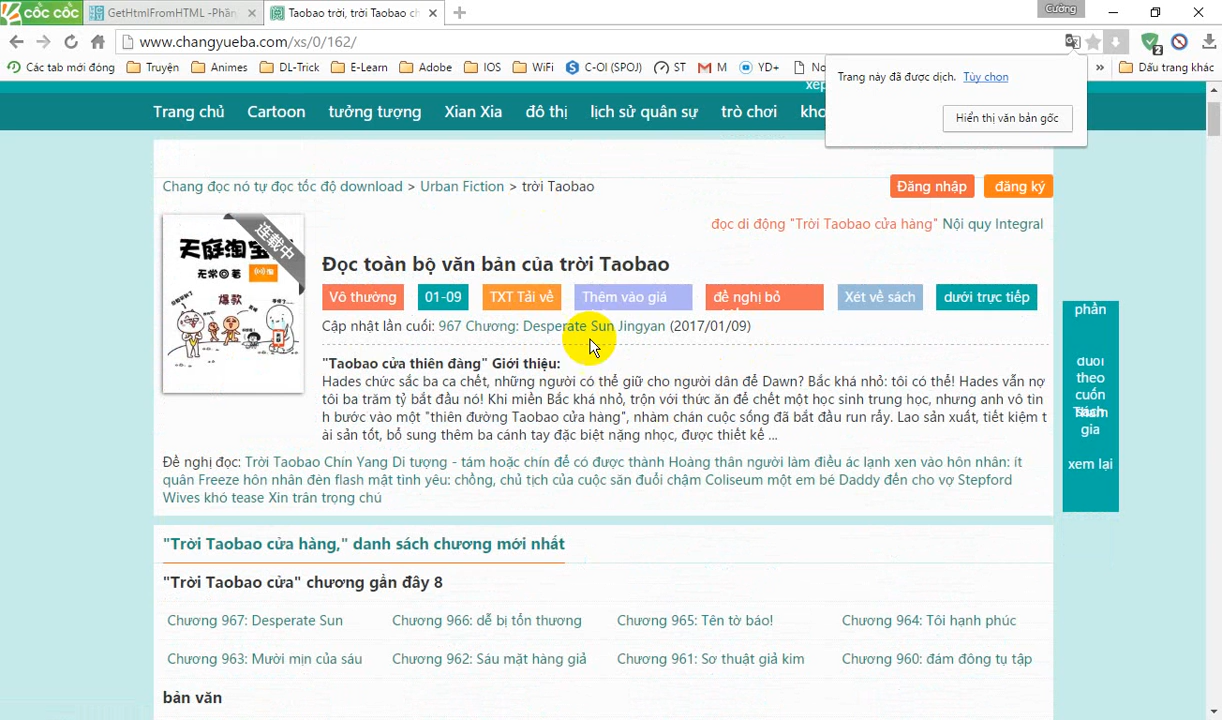 cốc cốc
GetHtmlFromHTML -Phần
Taobao trời, trời Taobao ch
Cường
www.changyueba.com/xs/0/162/
Các tab mới đóng
Truyện
Animes
DL-Trick
E-Learn
Adobe
IOS
WiFi
C-OI (SPOJ)
ST
M
YD+
»
Dấu trang khác
Trang này đã được dịch. Tùy chọn
Hiển thị văn bản gốc
Trang chủ
Cartoon
tưởng tượng
Xian Xia
đô thị
lịch sử quân sự
trò chơi
Chang đọc nó tự đọc tốc độ download > Urban Fiction > trời Taobao
Đăng nhập
đăng ký
đọc di động "Trời Taobao cửa hàng" Nội quy Integral
连载中
无常◎著
爆款
Đọc toàn bộ văn bản của trời Taobao
Vô thường
01-09
TXT Tải về
Thêm vào giá
đề nghị bỏ
Xét về sách
dưới trực tiếp
Cập nhật lần cuối: 967 Chương: Desperate Sun Jingyan (2017/01/09)
"Taobao cửa thiên đàng" Giới thiệu:
Hades chức sắc ba ca chết, những người có thể giữ cho người dân để Dawn? Bắc khá nhỏ: tôi có thể! Hades vẫn nợ
tôi ba trăm tỷ bắt đầu nó! Khi miền Bắc khá nhỏ, trộn với thức ăn để chết một học sinh trung học, nhưng anh vô tin
h bước vào một "thiên đường Taobao cửa hàng", nhàm chán cuộc sống đã bắt đầu run rẩy. Lao sản xuất, tiết kiệm t
ài sản tốt, bổ sung thêm ba cánh tay đặc biệt nặng nhọc, được thiết kế ...
Đề nghị đọc: Trời Taobao Chín Yang Di tượng - tám hoặc chín để có được thành Hoàng thân người làm điều ác lạnh xen vào hôn nhân: ít
quân Freeze hôn nhân đèn flash mật tình yêu: chồng, chủ tịch của cuộc săn đuổi chậm Coliseum một em bé Daddy đến cho vợ Stepford
Wives khó tease Xin trân trọng chú
phần
theo
cuốn
gia
xem lại
"Trời Taobao cửa hàng," danh sách chương mới nhất
"Trời Taobao cửa" chương gần đây 8
Chương 967: Desperate Sun
Chương 966: dễ bị tổn thương
Chương 965: Tên tờ báo!
Chương 964: Tôi hạnh phúc
Chương 963: Mười mịn của sáu
Chương 962: Sáu mặt hàng giả
Chương 961: Sơ thuật giả kim
Chương 960: đám đông tụ tập
bản văn